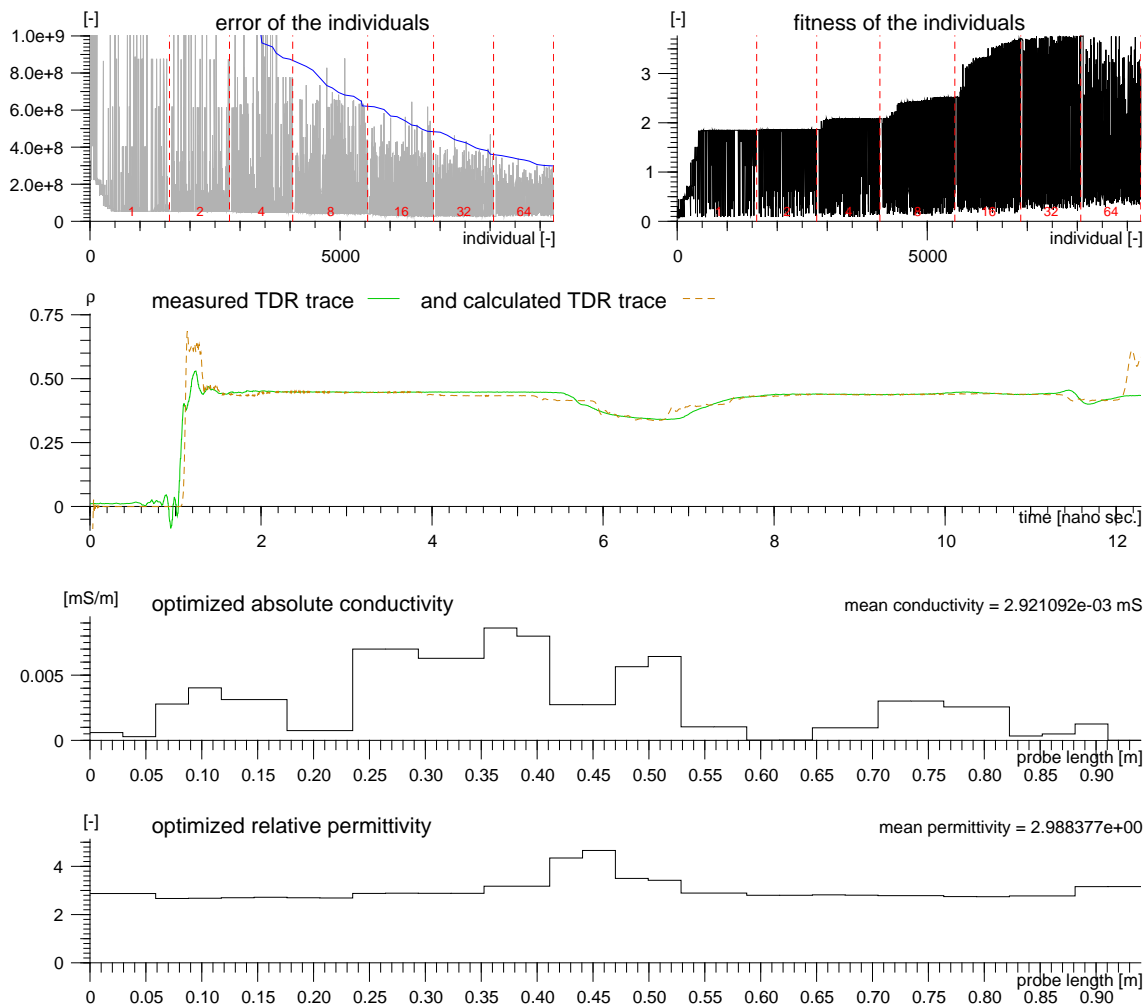 [-] error of the individuals
1.0e+9
8.0e+8
6.0e+8
4.0e+8
2.0e+8
0
1 2 4 8 16 32 64
individual [-]
0 5000
[-] fitness of the individuals
3
2
1
0
1 2 4 8 16 32 64
individual [-]
0 5000
ρ measured TDR trace and calculated TDR trace
0.75
0.50
0.25
0
time [nano sec.]
0 2 4 6 8 10 12
[mS/m] optimized absolute conductivity mean conductivity = 2.921092e-03 mS
0.005
0
probe length [m]
0 0.05 0.10 0.15 0.20 0.25 0.30 0.35 0.40 0.45 0.50 0.55 0.60 0.65 0.70 0.75 0.80 0.85 0.90
[-] optimized relative permittivity mean permittivity = 2.988377e+00
4
2
0
probe length [m]
0 0.05 0.10 0.15 0.20 0.25 0.30 0.35 0.40 0.45 0.50 0.55 0.60 0.65 0.70 0.75 0.80 0.85 0.90